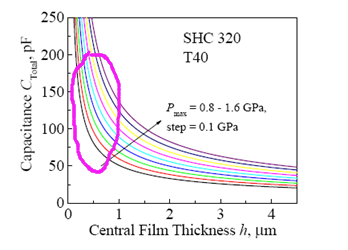 250
200
150
100
50
0
Capacitance C_Total, pF
SHC 320
T40
P_max = 0.8 - 1.6 GPa,
step = 0.1 GPa
0 1 2 3 4
Central Film Thickness h, μm